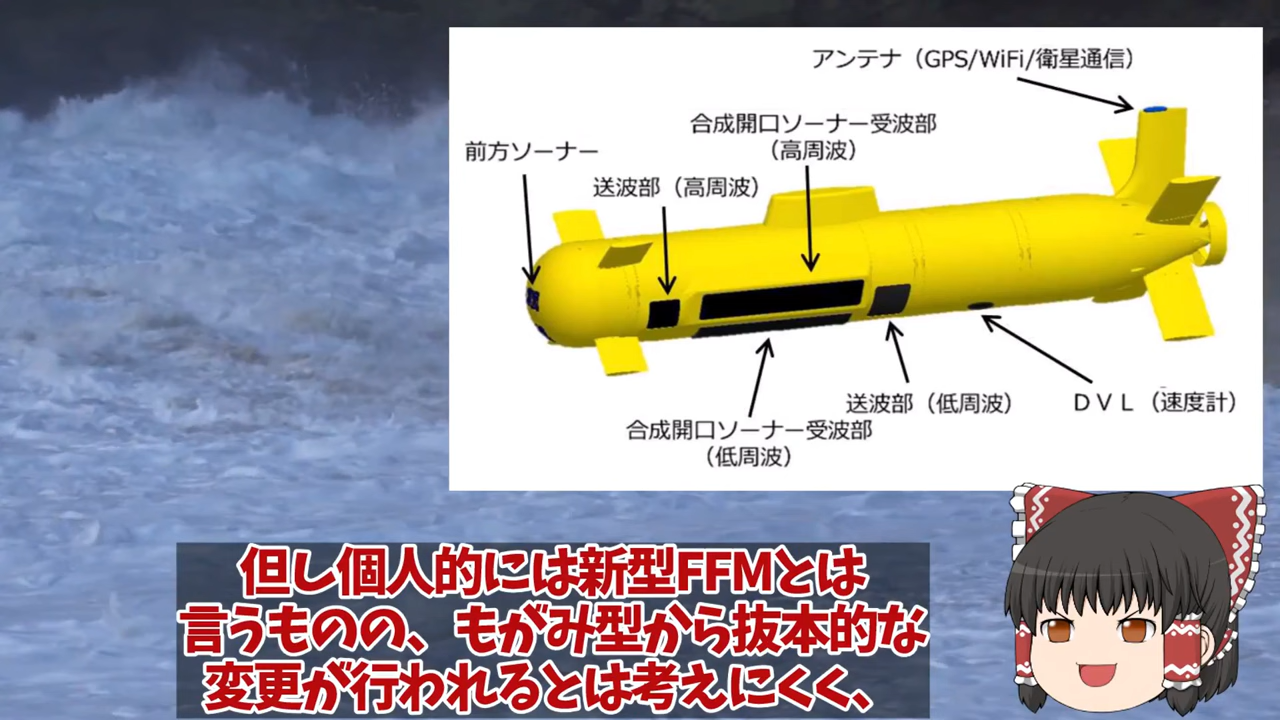 アンテナ（GPS/WiFi/衛星通信）
合成開口ソーナー受波部
（高周波）
前方ソーナー
送波部（高周波）
送波部（低周波）
ＤＶＬ（速度計）
合成開口ソーナー受波部
（低周波）
但し個人的には新型FFMとは
言うものの、もがみ型から抜本的な
変更が行われるとは考えにくく、